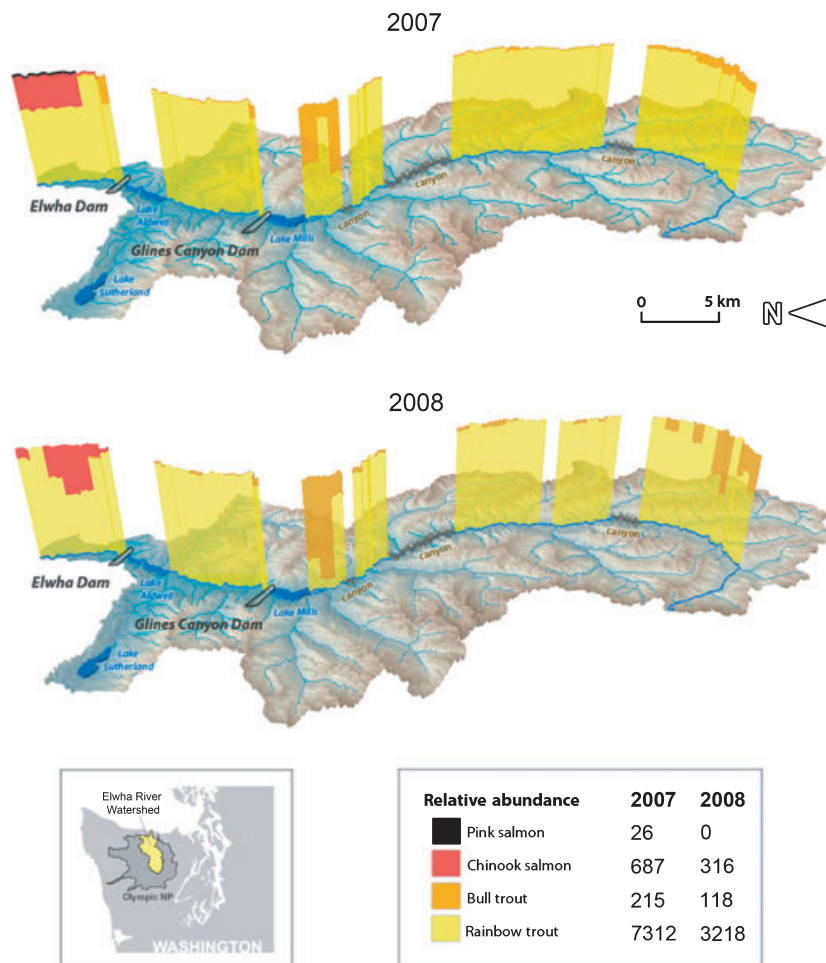 2007
Elwha Dam
Lake
Aldwell
Glines Canyon Dam
Lake Mills
canyon
canyon
canyon
Lake
Sutherland
0 5 km
N
2008
Elwha Dam
Lake
Aldwell
Glines Canyon Dam
Lake Mills
canyon
canyon
canyon
Lake
Sutherland
Elwha River
Watershed
Olympic NP
WASHINGTON
Relative abundance 2007 2008
Pink salmon 26 0
Chinook salmon 687 316
Bull trout 215 118
Rainbow trout 7312 3218